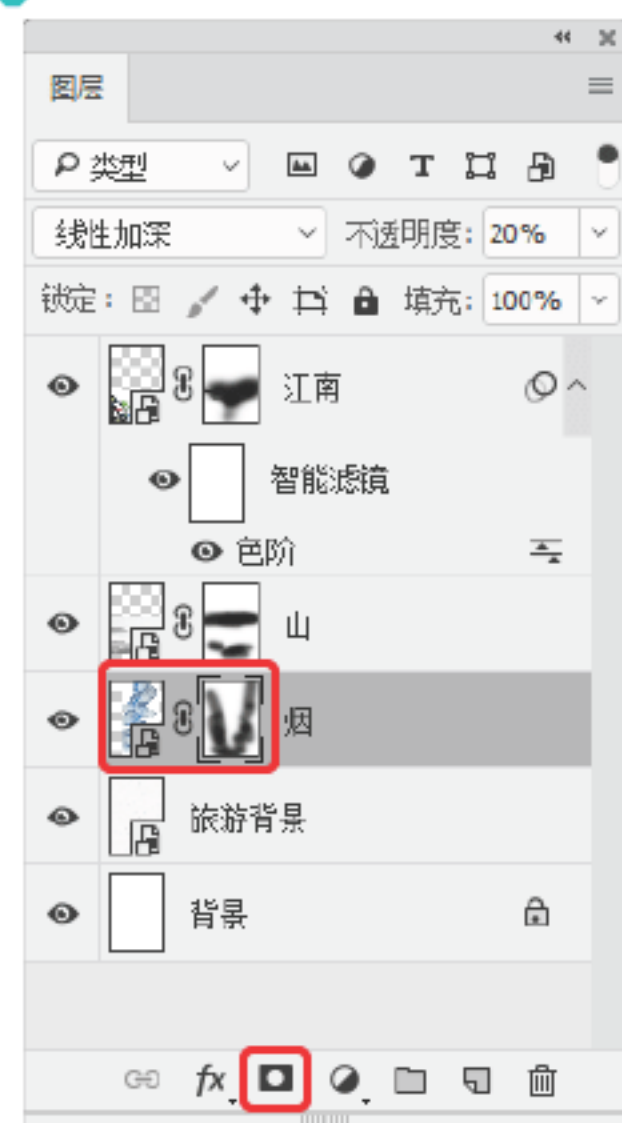 图层
类型
线性加深 不透明度: 20%
锁定: 填充: 100%
江南
智能滤镜
色阶
山
烟
旅游背景
背景
fx